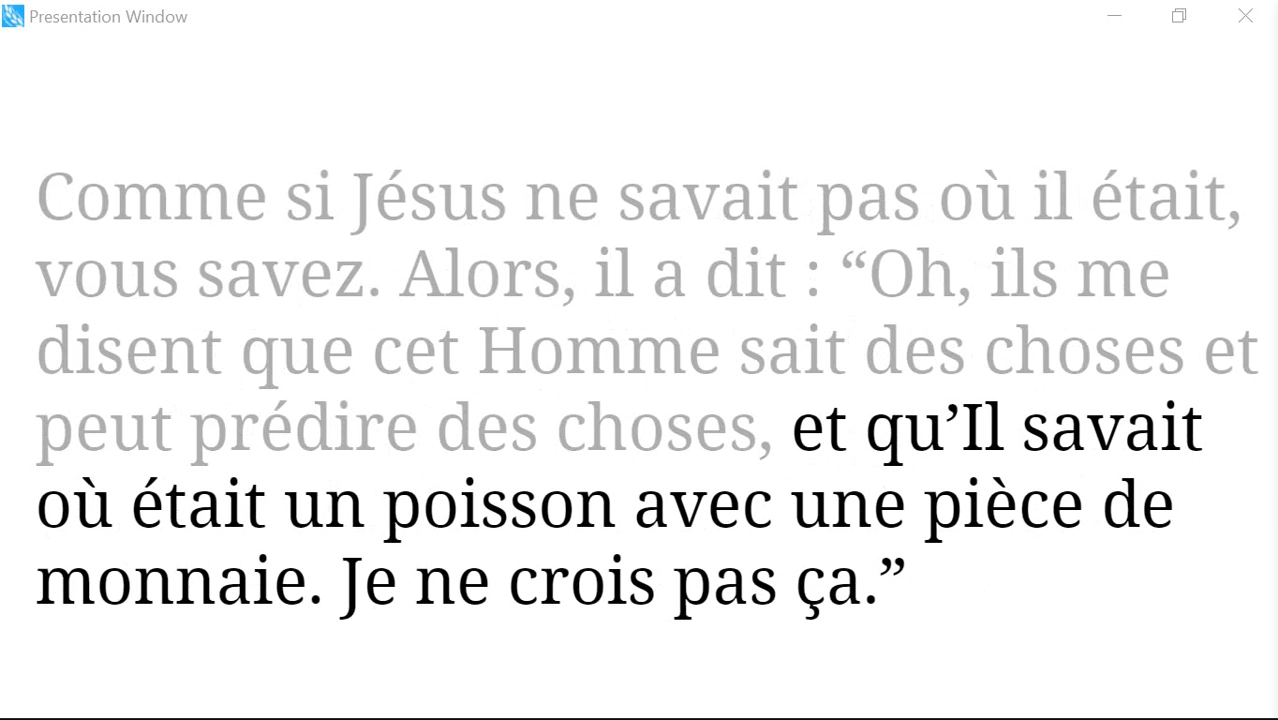 Presentation Window
Comme si Jésus ne savait pas où il était,
vous savez. Alors, il a dit : “Oh, ils me
disent que cet Homme sait des choses et
peut prédire des choses, et qu’Il savait
où était un poisson avec une pièce de
monnaie. Je ne crois pas ça.”